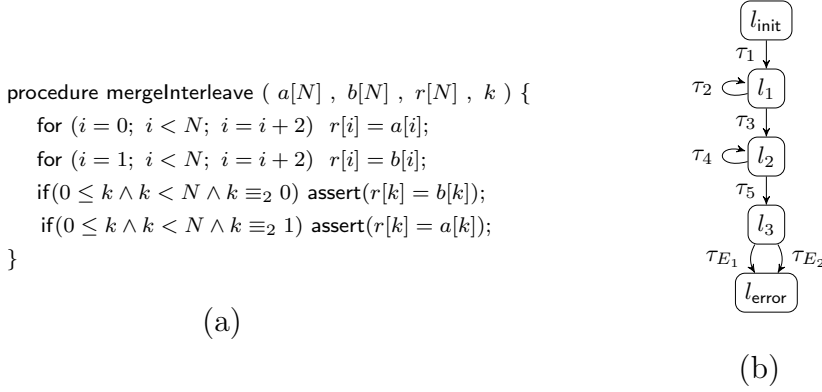 procedure mergeInterleave ( a[N] , b[N] , r[N] , k ) {
for (i = 0; i < N; i = i + 2) r[i] = a[i];
for (i = 1; i < N; i = i + 2) r[i] = b[i];
if(0 ≤ k ∧ k < N ∧ k ≡₂ 0) assert(r[k] = b[k]);
if(0 ≤ k ∧ k < N ∧ k ≡₂ 1) assert(r[k] = a[k]);
}
(a)
l_init
τ₁
τ₂ l₁
τ₃
τ₄ l₂
τ₅
l₃
τ_E₁ τ_E₂
l_error
(b)